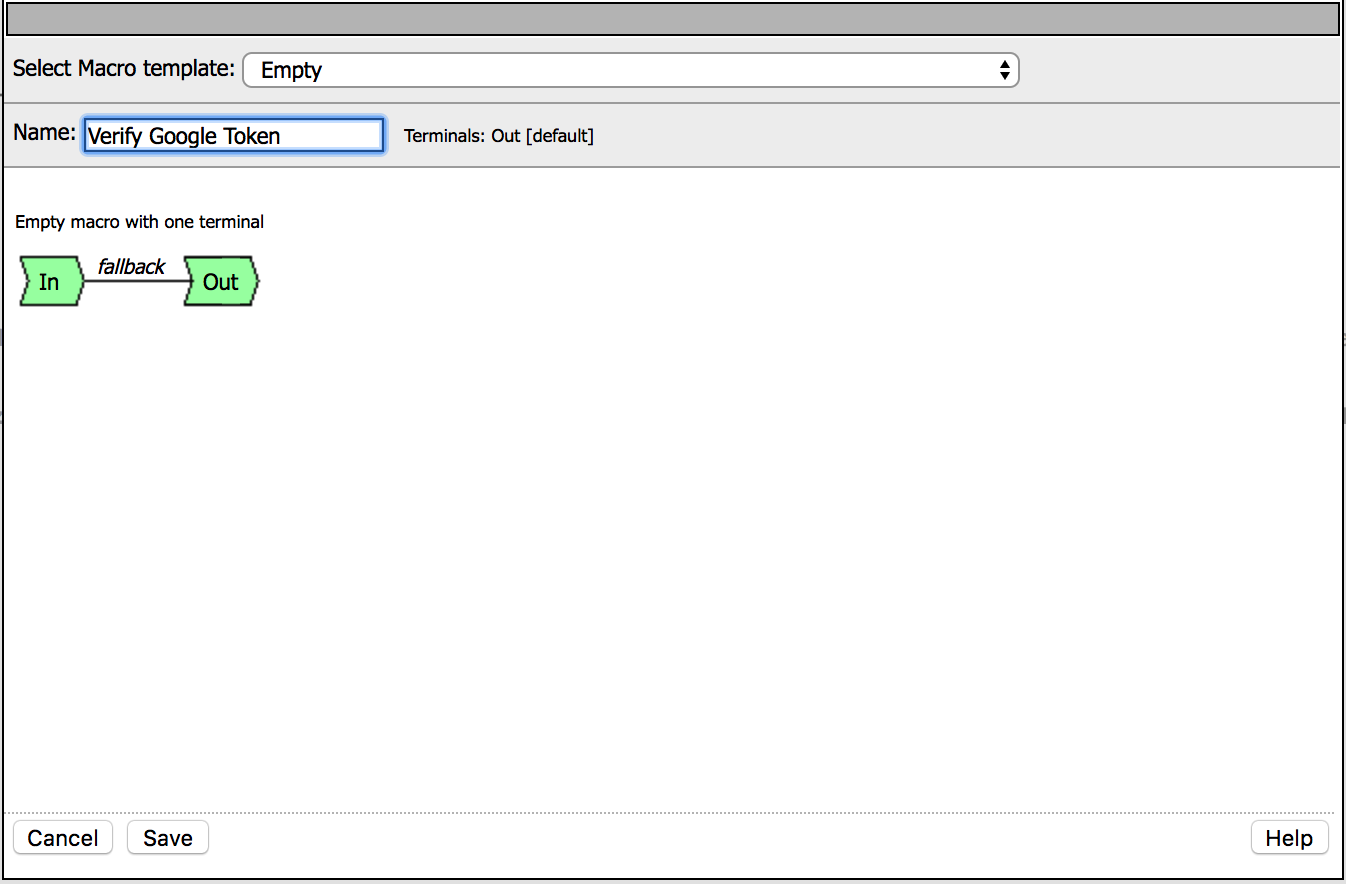 Select Macro template: Empty
Name: Verify Google Token Terminals: Out [default]
Empty macro with one terminal
In fallback Out
Cancel Save Help